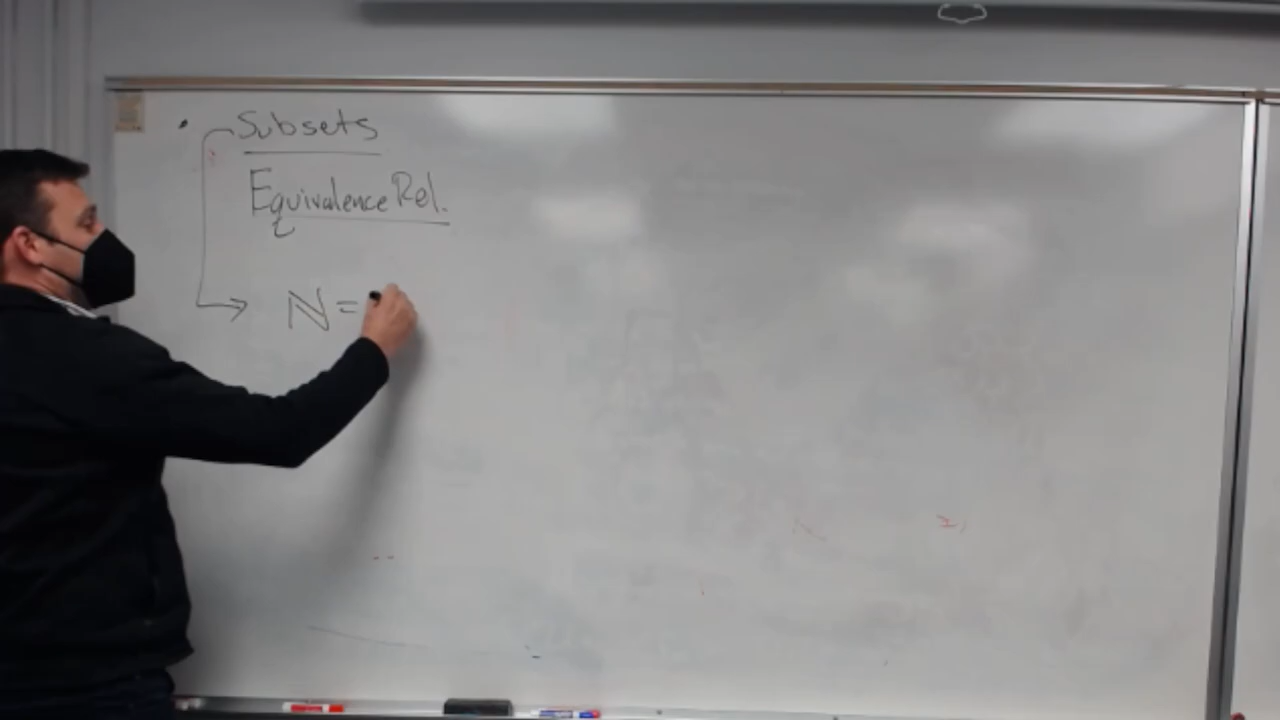 Subsets
Equivalence Rel.
ℕ =